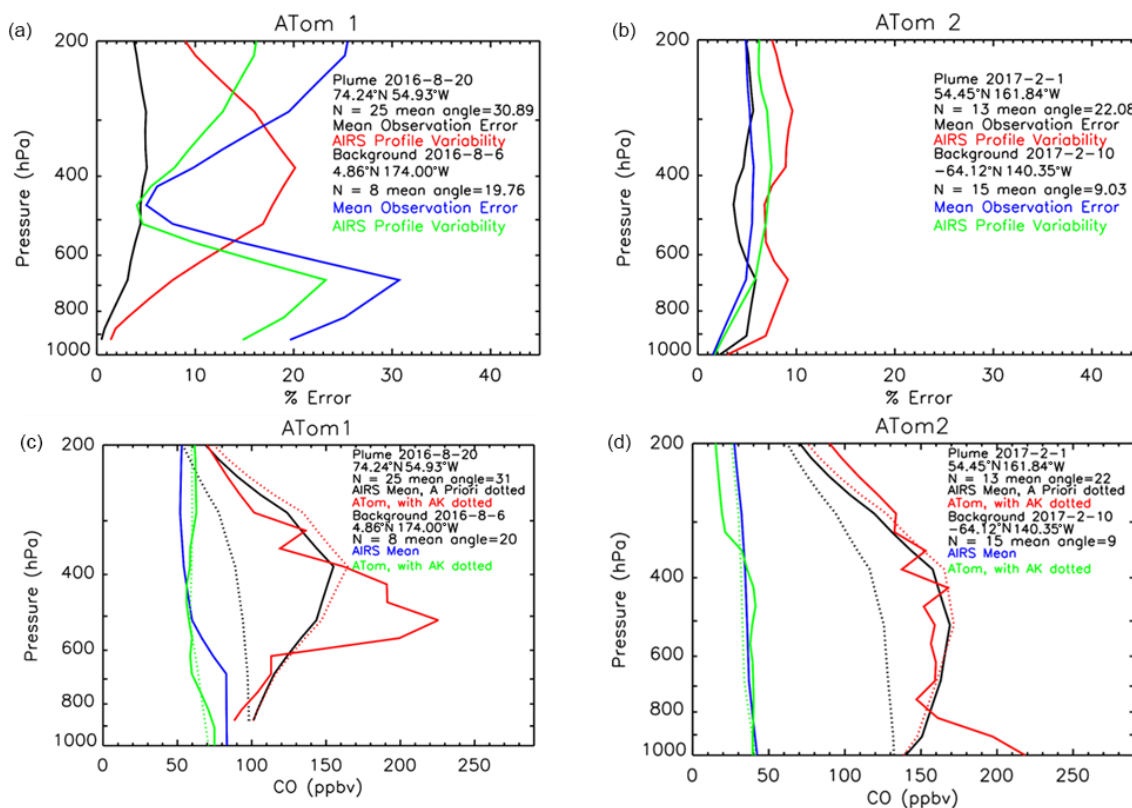 (a)
ATom 1
200
400
600
800
1000
Pressure (hPa)
Plume 2016-8-20
74.24°N 54.93°W
N = 25 mean angle=30.89
Mean Observation Error
AIRS Profile Variability
Background 2016-8-6
4.86°N 174.00°W
N = 8 mean angle=19.76
Mean Observation Error
AIRS Profile Variability
0 10 20 30 40
% Error
(b)
ATom 2
200
400
600
800
1000
Pressure (hPa)
Plume 2017-2-1
54.45°N 161.84°W
N = 13 mean angle=22.08
Mean Observation Error
AIRS Profile Variability
Background 2017-2-10
-64.12°N 140.35°W
N = 15 mean angle=9.03
Mean Observation Error
AIRS Profile Variability
0 10 20 30 40
% Error
(c)
ATom1
200
400
600
800
1000
Pressure (hPa)
Plume 2016-8-20
74.24°N 54.93°W
N = 25 mean angle=31
AIRS Mean, A Priori dotted
ATom, with AK dotted
Background 2016-8-6
4.86°N 174.00°W
N = 8 mean angle=20
AIRS Mean
ATom, with AK dotted
0 50 100 150 200 250
CO (ppbv)
(d)
ATom2
200
400
600
800
1000
Pressure (hPa)
Plume 2017-2-1
54.45°N161.84°W
N = 13 mean angle=22
AIRS Mean, A Priori dotted
ATom, with AK dotted
Background 2017-2-10
-64.12°N 140.35°W
N = 15 mean angle=9
AIRS Mean
ATom, with AK dotted
0 50 100 150 200 250
CO (ppbv)